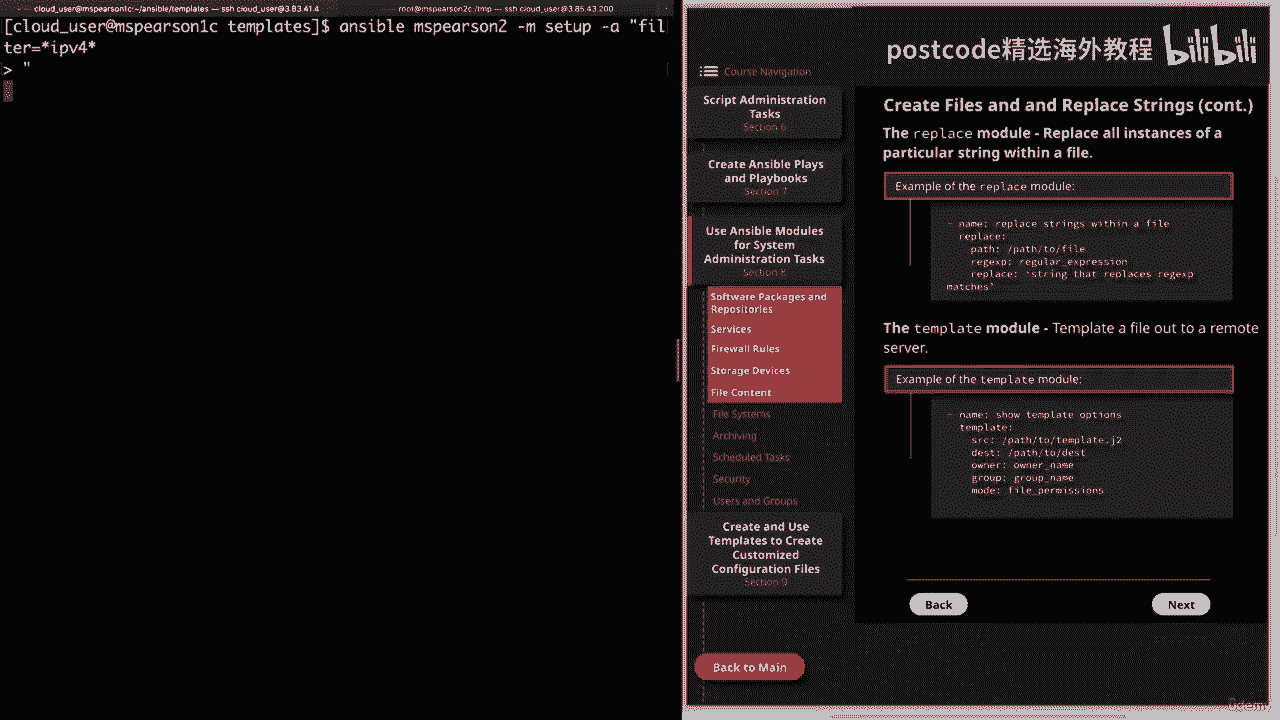 cloud_user@mspearson1c:~/ansible/templates — ssh cloud_user@3.83.41.4
root@mspearson2c:/tmp — ssh cloud_user@3.85.43.200
[cloud_user@mspearson1c templates]$ ansible mspearson2 -m setup -a "fil
ter=*ipv4*
> "
postcode精选海外教程 bilibili
Course Navigation
Script Administration
Tasks
Section 6
Create Ansible Plays
and Playbooks
Section 7
Use Ansible Modules
for System
Administration Tasks
Section 8
Software Packages and
Repositories
Services
Firewall Rules
Storage Devices
File Content
File Systems
Archiving
Scheduled Tasks
Security
Users and Groups
Create and Use
Templates to Create
Customized
Configuration Files
Section 9
Back to Main
Create Files and and Replace Strings (cont.)
The replace module - Replace all instances of a
particular string within a file.
Example of the replace module:
- name: replace strings within a file
replace:
path: /path/to/file
regexp: regular_expression
replace: 'string that replaces regexp
matches'
The template module - Template a file out to a remote
server.
Example of the template module:
- name: show template options
template:
src: /path/to/template.j2
dest: /path/to/dest
owner: owner_name
group: group_name
mode: file_permissions
Back
Next